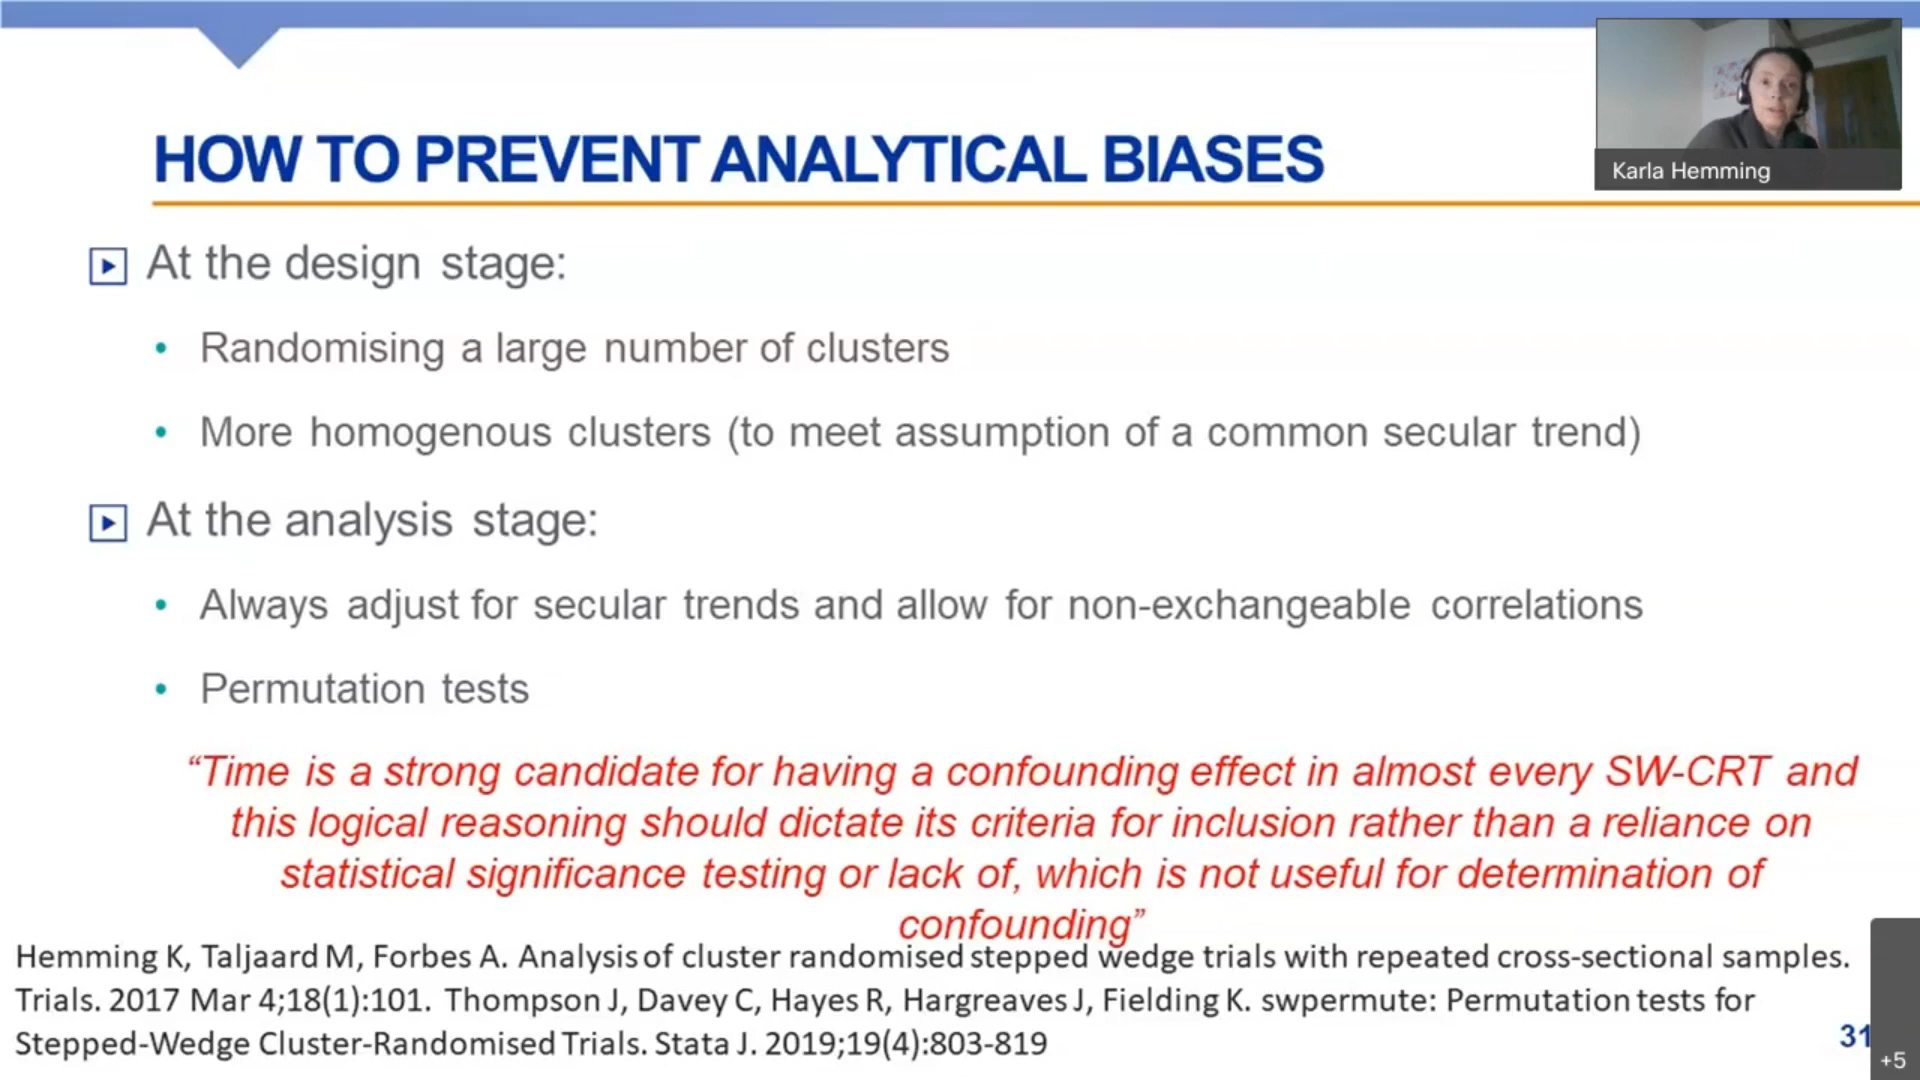 HOW TO PREVENT ANALYTICAL BIASES
Karla Hemming
At the design stage:
• Randomising a large number of clusters
• More homogenous clusters (to meet assumption of a common secular trend)
At the analysis stage:
• Always adjust for secular trends and allow for non-exchangeable correlations
• Permutation tests
“Time is a strong candidate for having a confounding effect in almost every SW-CRT and
this logical reasoning should dictate its criteria for inclusion rather than a reliance on
statistical significance testing or lack of, which is not useful for determination of
confounding”
Hemming K, Taljaard M, Forbes A. Analysis of cluster randomised stepped wedge trials with repeated cross-sectional samples.
Trials. 2017 Mar 4;18(1):101. Thompson J, Davey C, Hayes R, Hargreaves J, Fielding K. swpermute: Permutation tests for
Stepped-Wedge Cluster-Randomised Trials. Stata J. 2019;19(4):803-819
31
+5